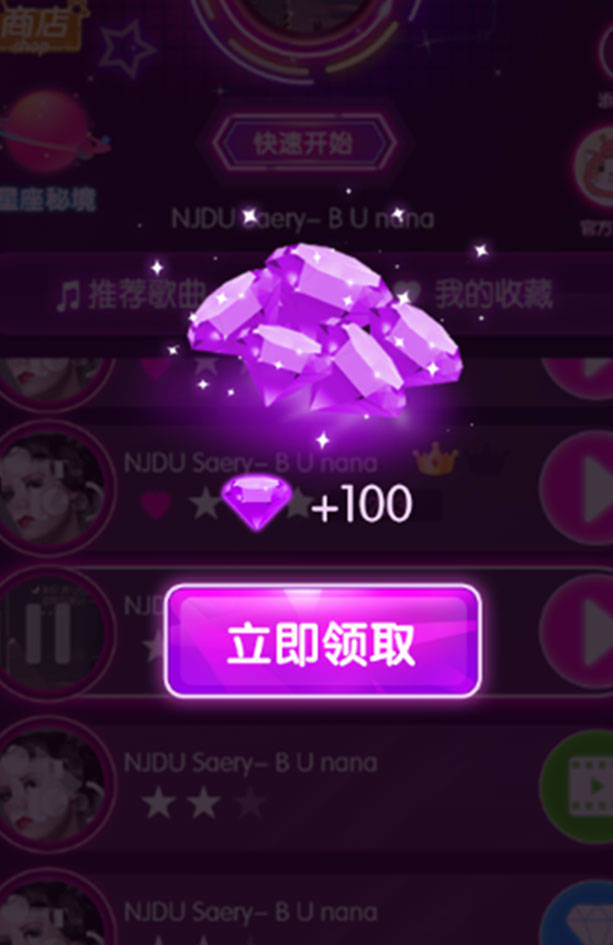 商店
shop
快速开始
星座秘境
官方
NJDU Saery– B U nana
推荐歌曲
我的收藏
NJDU Saery– B U nana
+100
NJD
立即领取
NJDU Saery– B U nana
NJDU Saery– B U nana